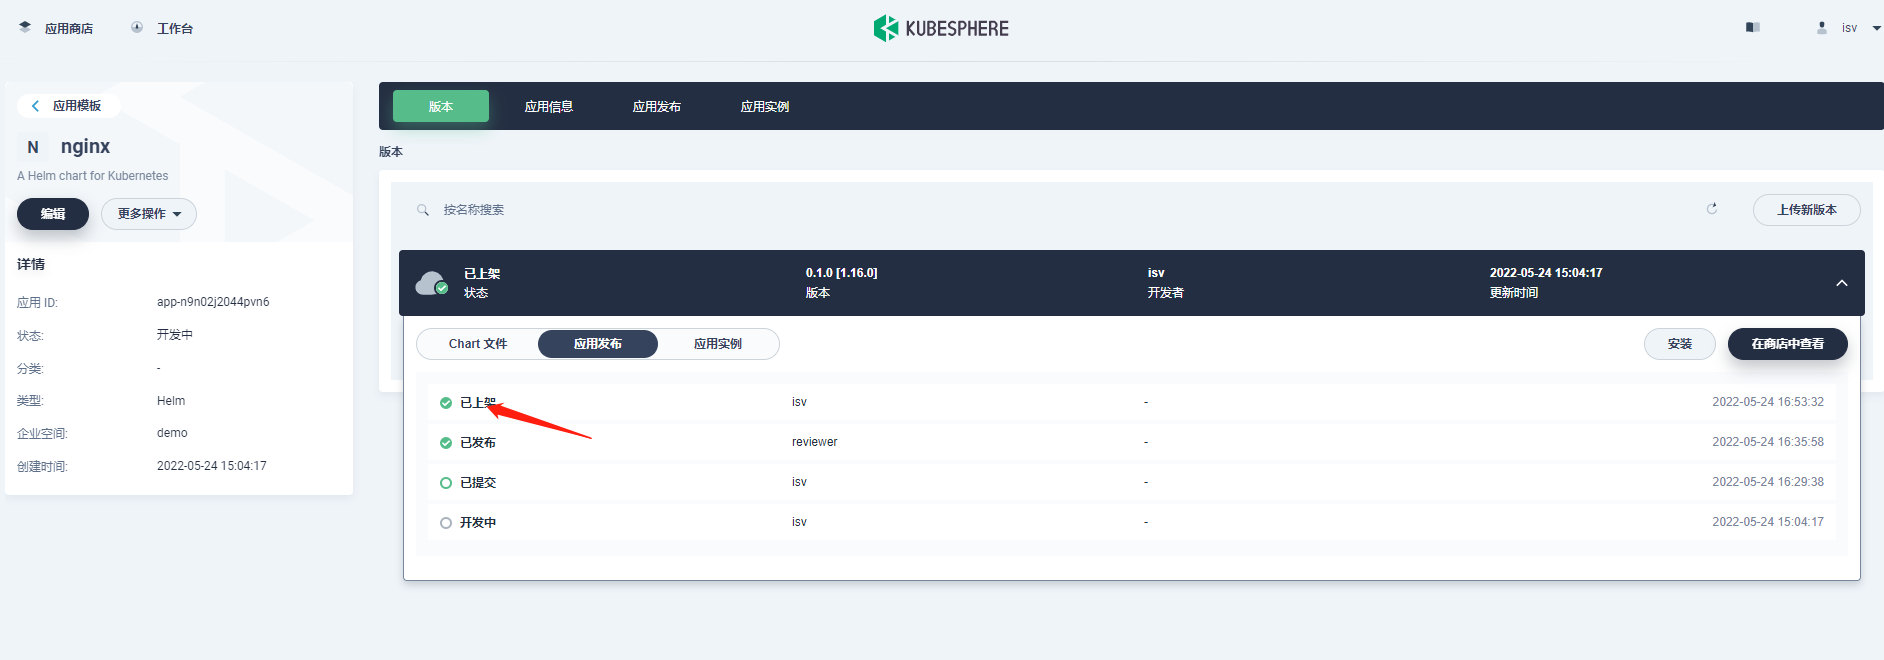 应用商店 工作台 KUBESPHERE isv
应用模板
N nginx
A Helm chart for Kubernetes
编辑 更多操作
详情
应用 ID: app-n9n02j2044pvn6
状态: 开发中
分类: -
类型: Helm
企业空间: demo
创建时间: 2022-05-24 15:04:17
版本 应用信息 应用发布 应用实例
版本
按名称搜索 上传新版本
已上架 0.1.0 [1.16.0] isv 2022-05-24 15:04:17
状态 版本 开发者 更新时间
Chart 文件 应用发布 应用实例 安装 在商店中查看
已上架 isv - 2022-05-24 16:53:32
已发布 reviewer - 2022-05-24 16:35:58
已提交 isv - 2022-05-24 16:29:38
开发中 isv - 2022-05-24 15:04:17